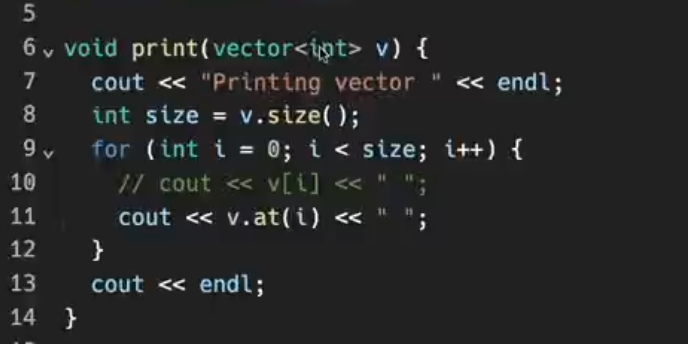 5
6 void print(vector<int> v) {
7 cout << "Printing vector " << endl;
8 int size = v.size();
9 for (int i = 0; i < size; i++) {
10 // cout << v[i] << " ";
11 cout << v.at(i) << " ";
12 }
13 cout << endl;
14 }